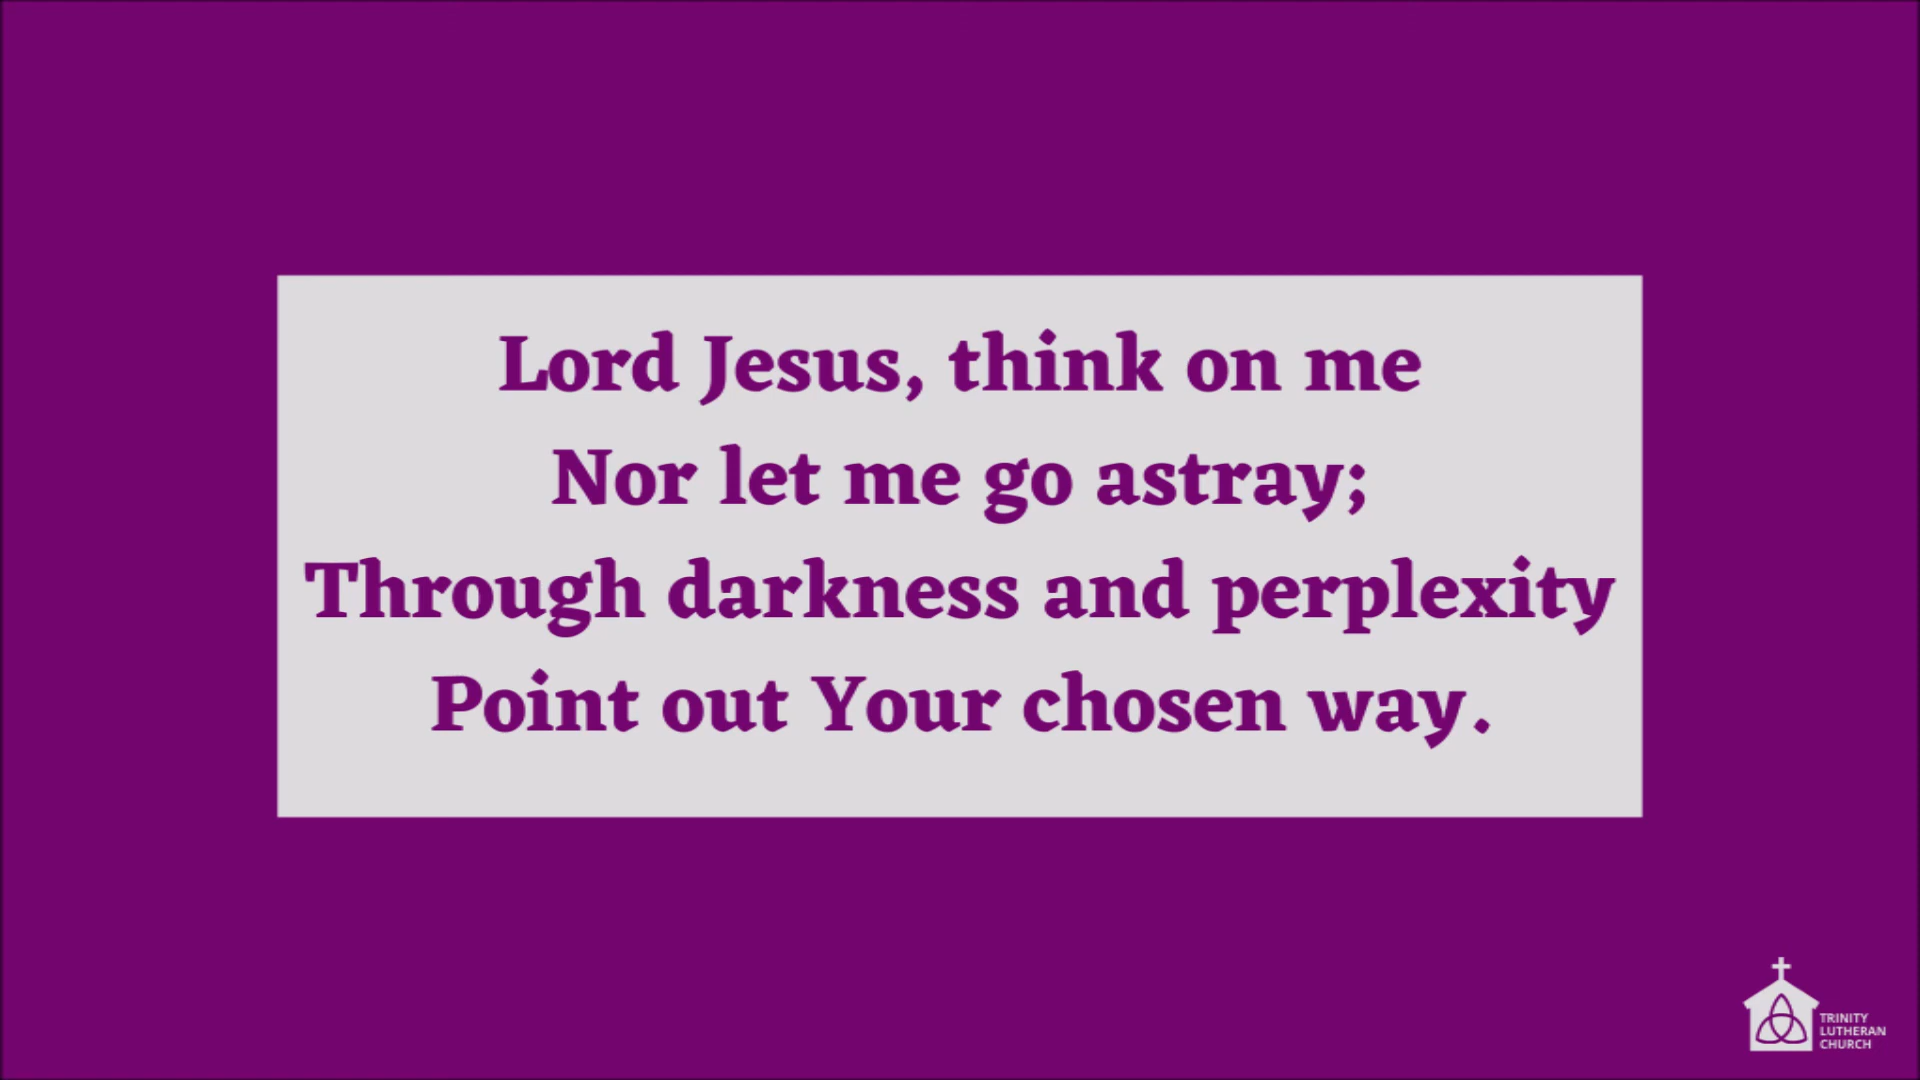 Lord Jesus, think on me
Nor let me go astray;
Through darkness and perplexity
Point out Your chosen way.
TRINITY
LUTHERAN
CHURCH